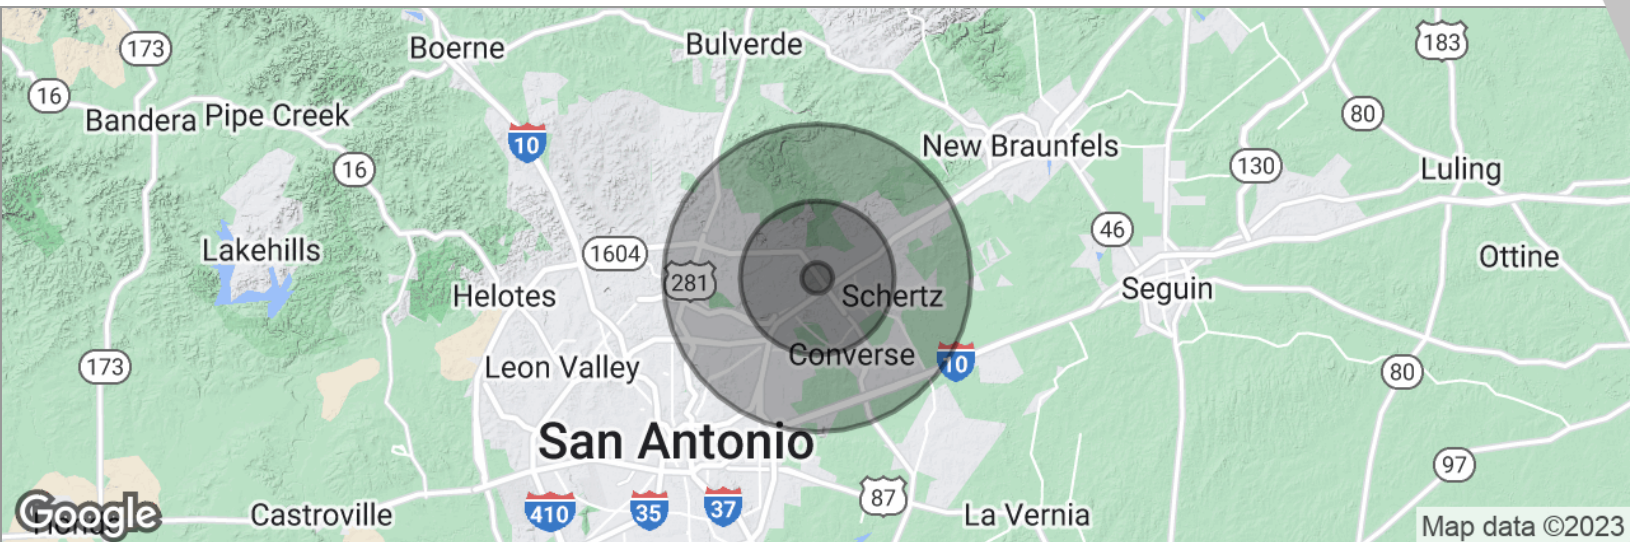 173
Boerne
Bulverde
183
16
Bandera
Pipe Creek
10
80
New Braunfels
16
130
Luling
46
Lakehills
1604
Ottine
281
Helotes
Schertz
Seguin
173
Leon Valley
Converse
10
80
San Antonio
97
87
410
35
37
Google
Castroville
La Vernia
Map data ©2023